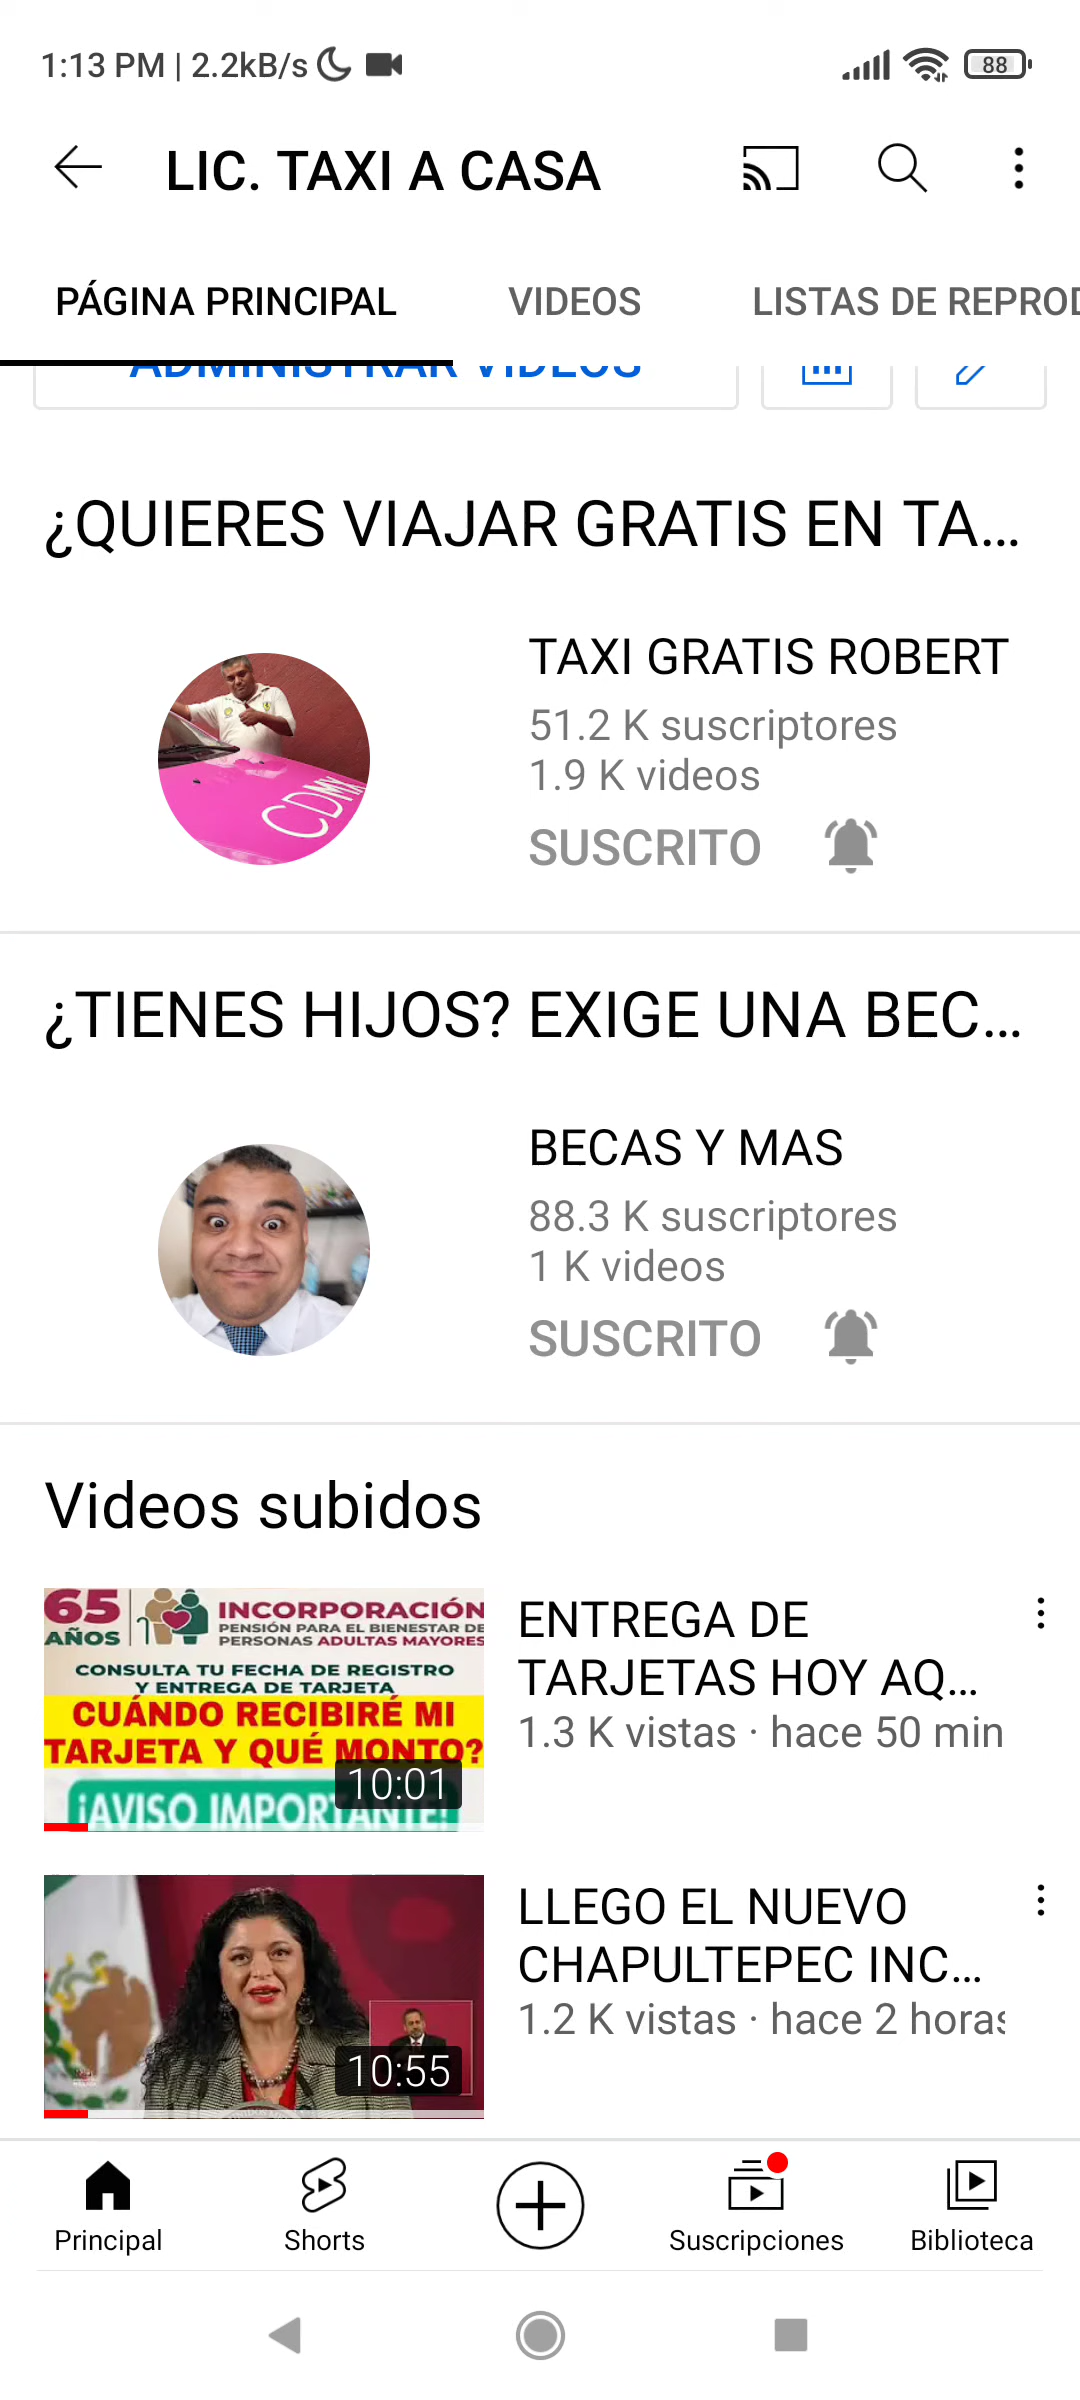 1:13 PM | 2.2kB/s
88
LIC. TAXI A CASA
PÁGINA PRINCIPAL
VIDEOS
LISTAS DE REPROD
ADMINISTRAR VIDEOS
¿QUIERES VIAJAR GRATIS EN TA...
TAXI GRATIS ROBERT
51.2 K suscriptores
1.9 K videos
SUSCRITO
CDMX
¿TIENES HIJOS? EXIGE UNA BEC...
BECAS Y MAS
88.3 K suscriptores
1 K videos
SUSCRITO
Videos subidos
65
AÑOS
INCORPORACIÓN
PENSIÓN PARA EL BIENESTAR DE
PERSONAS ADULTAS MAYORES
CONSULTA TU FECHA DE REGISTRO
Y ENTREGA DE TARJETA
CUÁNDO RECIBIRÉ MI
TARJETA Y QUÉ MONTO?
10:01
¡AVISO IMPORTANTE!
ENTREGA DE
TARJETAS HOY AQ...
1.3 K vistas · hace 50 min
10:55
LLEGO EL NUEVO
CHAPULTEPEC INC...
1.2 K vistas · hace 2 horas
Principal
Shorts
Suscripciones
Biblioteca